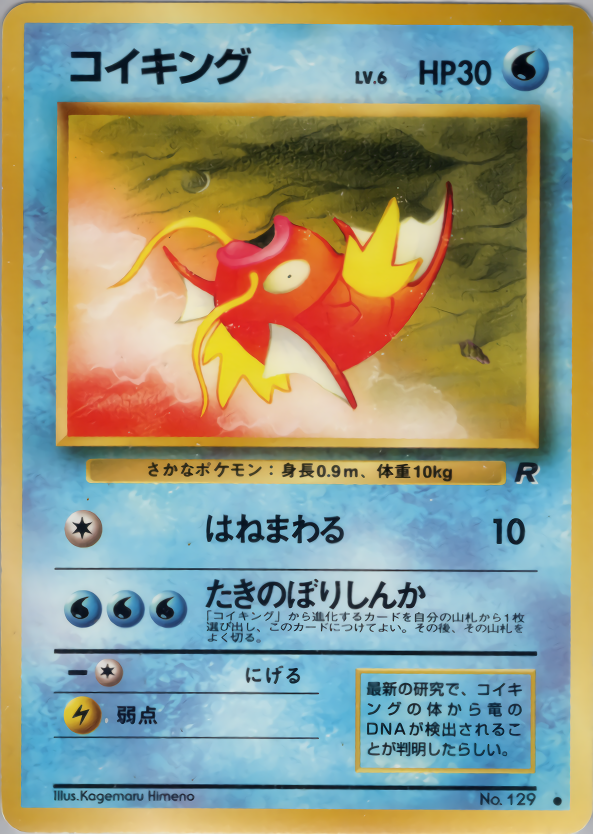 コイキング LV.6 HP30
さかなポケモン：身長0.9m、体重10kg R
はねまわる 10
たきのぼりしんか
「コイキング」から進化するカードを自分の山札から1枚
選び出し、このカードにつけてよい。その後、その山札を
よく切る。
にげる
弱点
最新の研究で、コイキ
ングの体から竜の
DNAが検出されるこ
とが判明したらしい。
Illus.Kagemaru Himeno No. 129